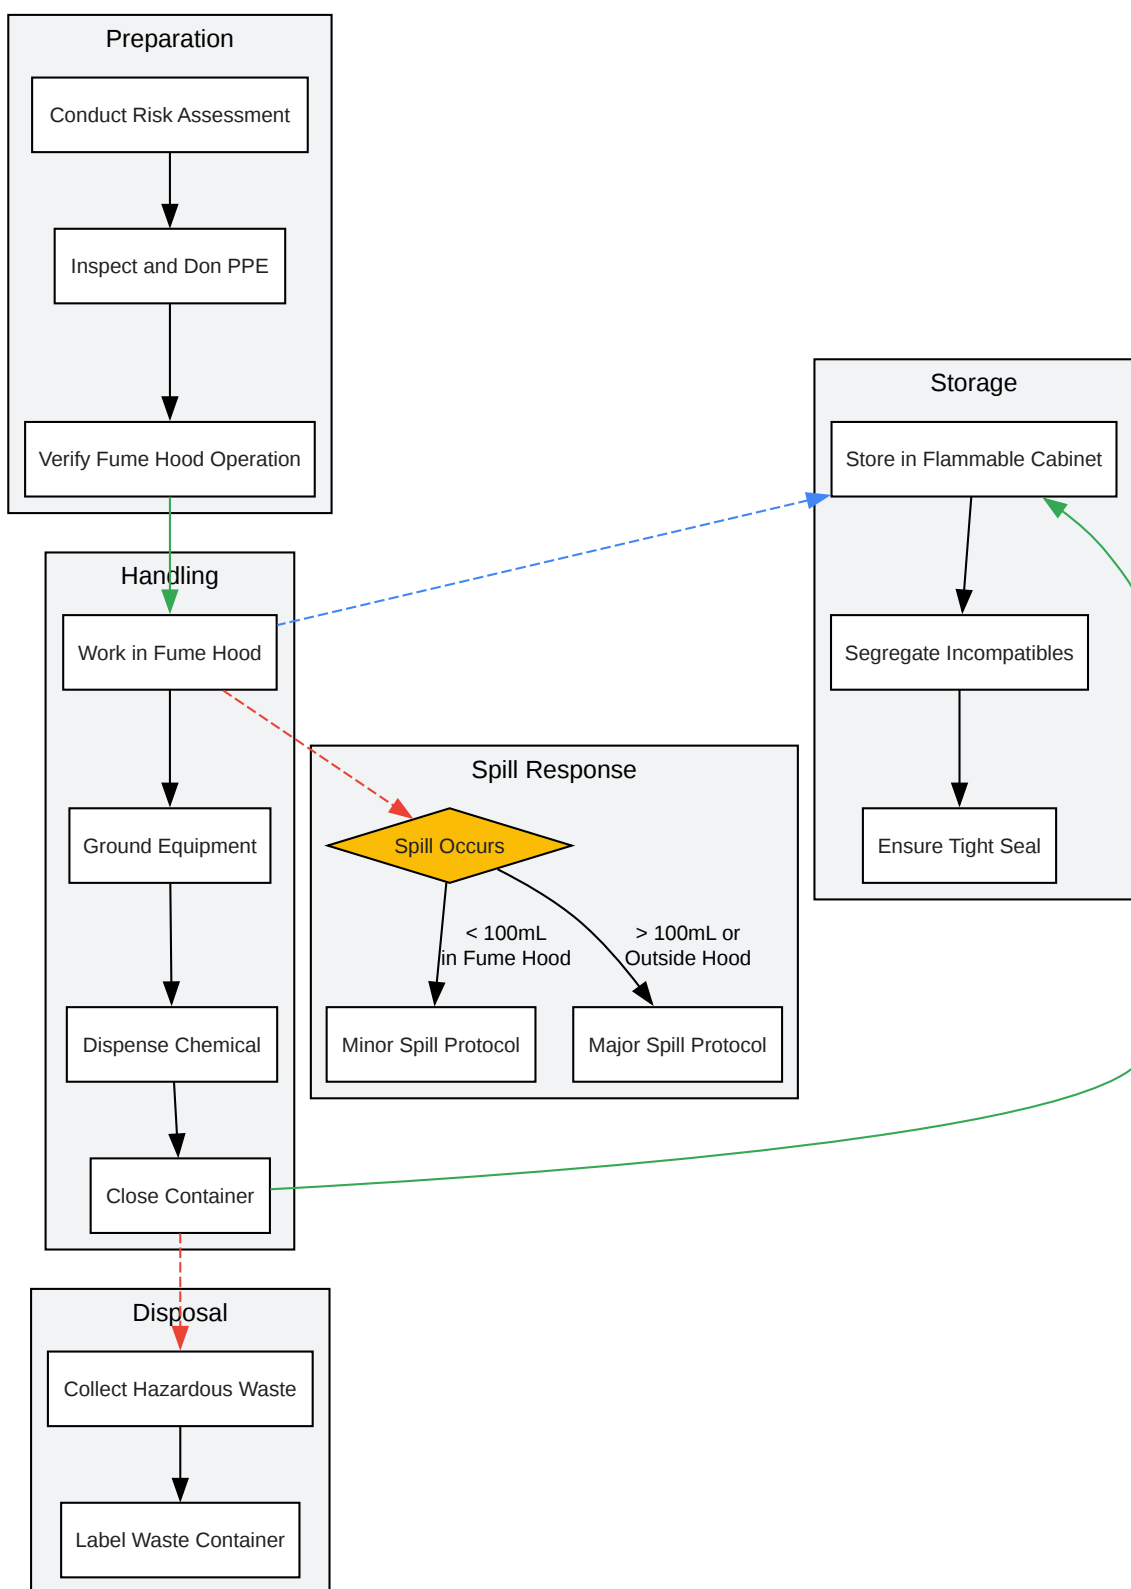 Preparation
Conduct Risk Assessment
Inspect and Don PPE
Verify Fume Hood Operation
Handling
Work in Fume Hood
Ground Equipment
Dispense Chemical
Close Container
Spill Response
Spill Occurs
< 100mL
in Fume Hood
> 100mL or
Outside Hood
Minor Spill Protocol
Major Spill Protocol
Storage
Store in Flammable Cabinet
Segregate Incompatibles
Ensure Tight Seal
Disposal
Collect Hazardous Waste
Label Waste Container